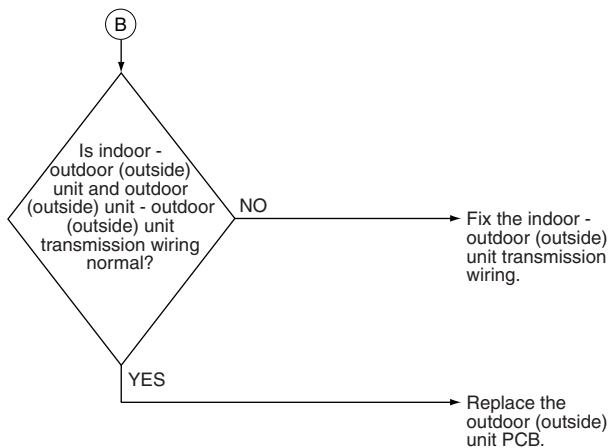 B
Is indoor -
outdoor (outside)
unit and outdoor
(outside) unit - outdoor
(outside) unit
transmission wiring
normal?
NO
Fix the indoor -
outdoor (outside)
unit transmission
wiring.
YES
Replace the
outdoor (outside)
unit PCB.